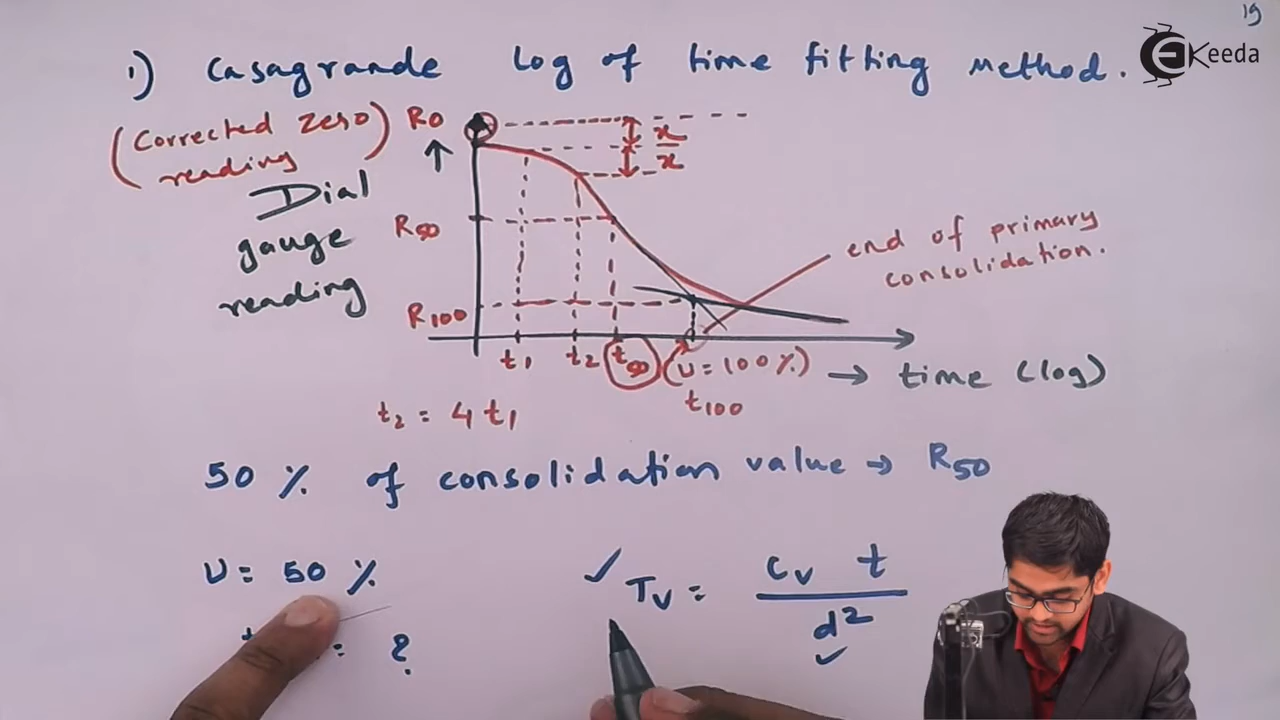 19
Keeda
1) Casagrande log of time fitting method.
(Corrected zero reading)
R0
x
x
Dial gauge reading
R50
R100
end of primary consolidation.
t1 t2 t50 (U = 100 %) → time (log)
t100
t2 = 4 t1
50 % of consolidation value → R50
U = 50 %
= ?
✓ Tv = Cv t
d2 ✓